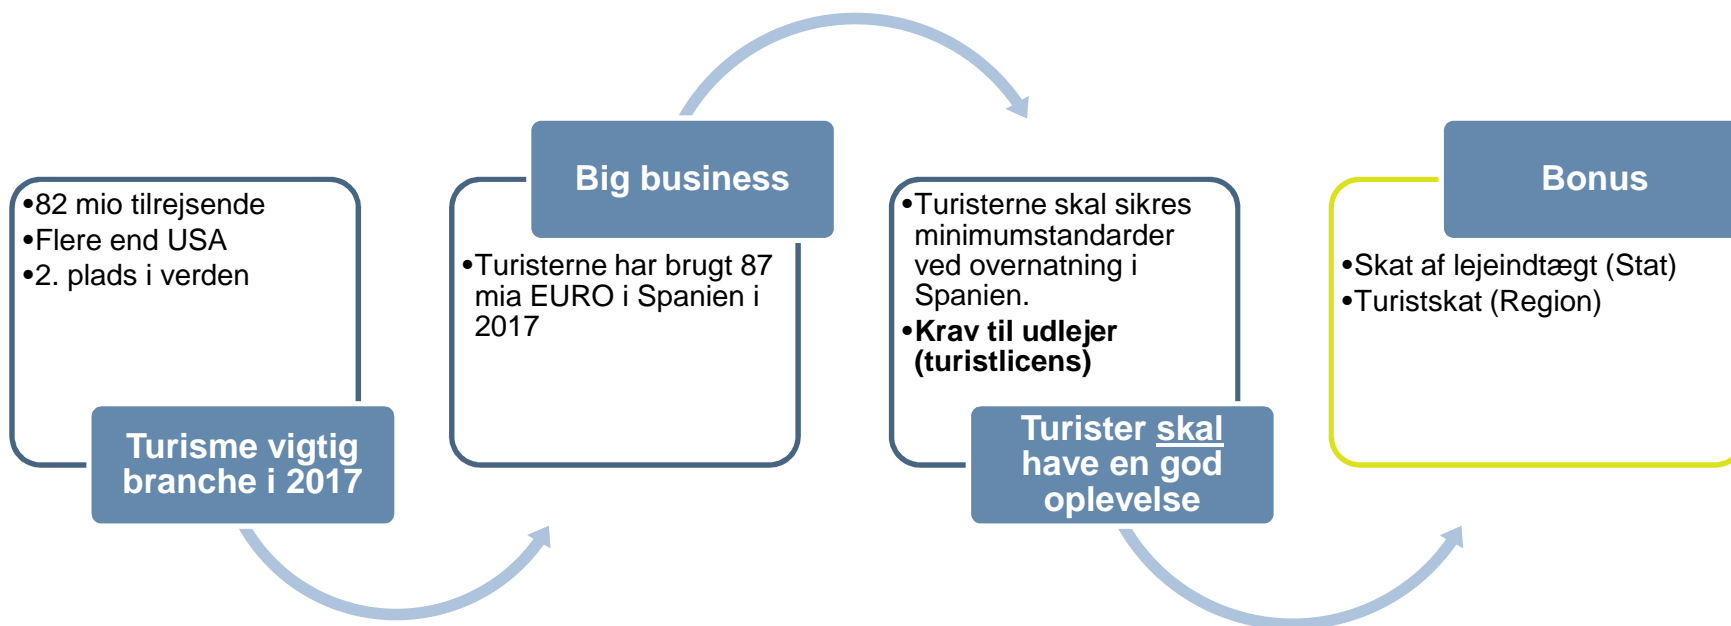 •82 mio tilrejsende
•Flere end USA
•2. plads i verden
Turisme vigtig
branche i 2017
Big business
•Turisterne har brugt 87
mia EURO i Spanien i
2017
•Turisterne skal sikres
minimumstandarder
ved overnatning i
Spanien.
•Krav til udlejer
(turistlicens)
Turister skal
have en god
oplevelse
Bonus
•Skat af lejeindtægt (Stat)
•Turistskat (Region)